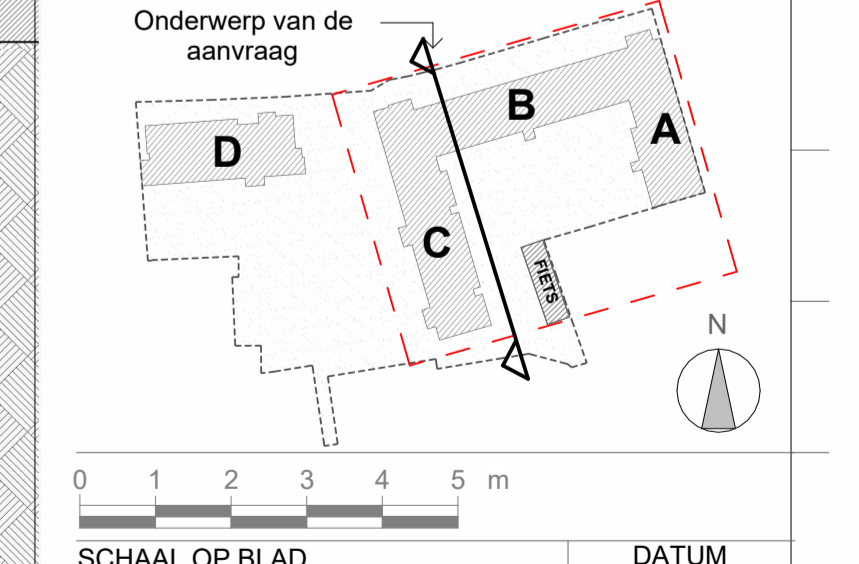 Onderwerp van de
aanvraag
B
A
D
C
FIETS
N
0 1 2 3 4 5 m
SCHAAL OP BLAD
DATUM